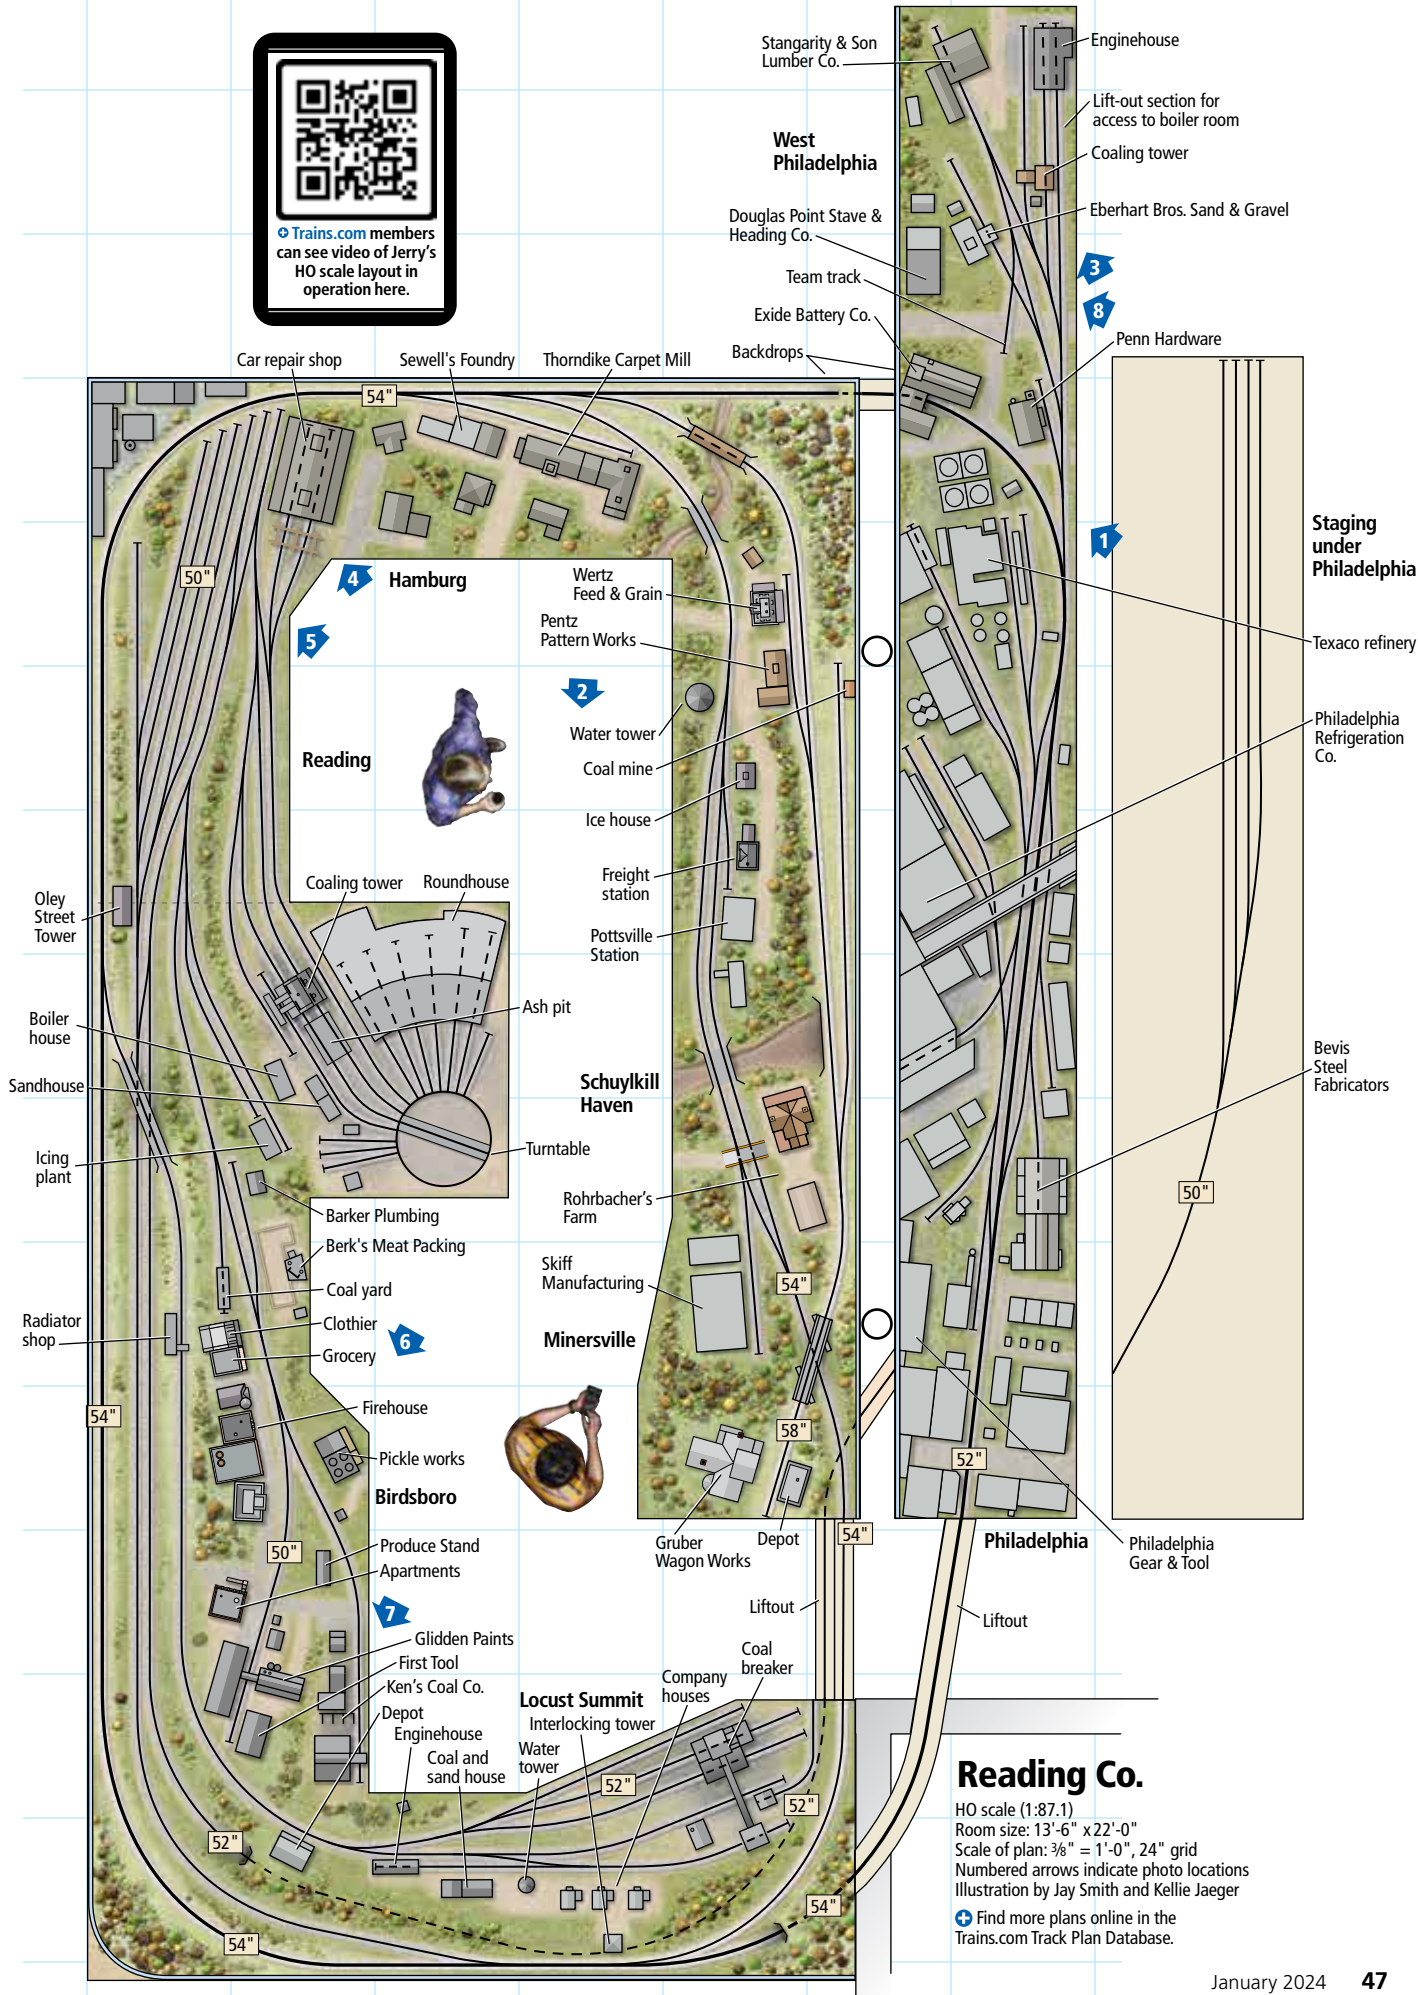 Trains.com members
can see video of Jerry's
HO scale layout in
operation here.
Stangarity & Son
Lumber Co.
Enginehouse
Lift-out section for
access to boiler room
West
Philadelphia
Coaling tower
Douglas Point Stave &
Heading Co.
Eberhart Bros. Sand & Gravel
Team track
3
Exide Battery Co.
8
Penn Hardware
Backdrops
Car repair shop
Sewell's Foundry
Thorndike Carpet Mill
54"
Staging
under
Philadelphia
1
50"
4
Hamburg
Wertz
Feed & Grain
5
Pentz
Pattern Works
Texaco refinery
2
Water tower
Reading
Coal mine
Philadelphia
Refrigeration
Co.
Ice house
Freight
station
Coaling tower
Roundhouse
Oley
Street
Tower
Pottsville
Station
Ash pit
Boiler
house
Sandhouse
Schuylkill
Haven
Bevis
Steel
Fabricators
Icing
plant
Turntable
Rohrbacher's
Farm
50"
Barker Plumbing
Berk's Meat Packing
Skiff
Manufacturing
54"
Coal yard
Radiator
shop
Clothier
6
Grocery
Minersville
54"
Firehouse
58"
Pickle works
52"
Birdsboro
Gruber
Wagon Works
Depot
54"
Philadelphia
Philadelphia
Gear & Tool
50"
Produce Stand
Apartments
7
Liftout
Liftout
Glidden Paints
First Tool
Ken's Coal Co.
Depot
Enginehouse
Coal and
sand house
Locust Summit
Interlocking tower
Water
tower
Company
houses
Coal
breaker
52"
52"
52"
54"
54"
Reading Co.
HO scale (1:87.1)
Room size: 13'-6" x 22'-0"
Scale of plan: ⅜" = 1'-0", 24" grid
Numbered arrows indicate photo locations
Illustration by Jay Smith and Kellie Jaeger
Find more plans online in the
Trains.com Track Plan Database.
January 2024 47